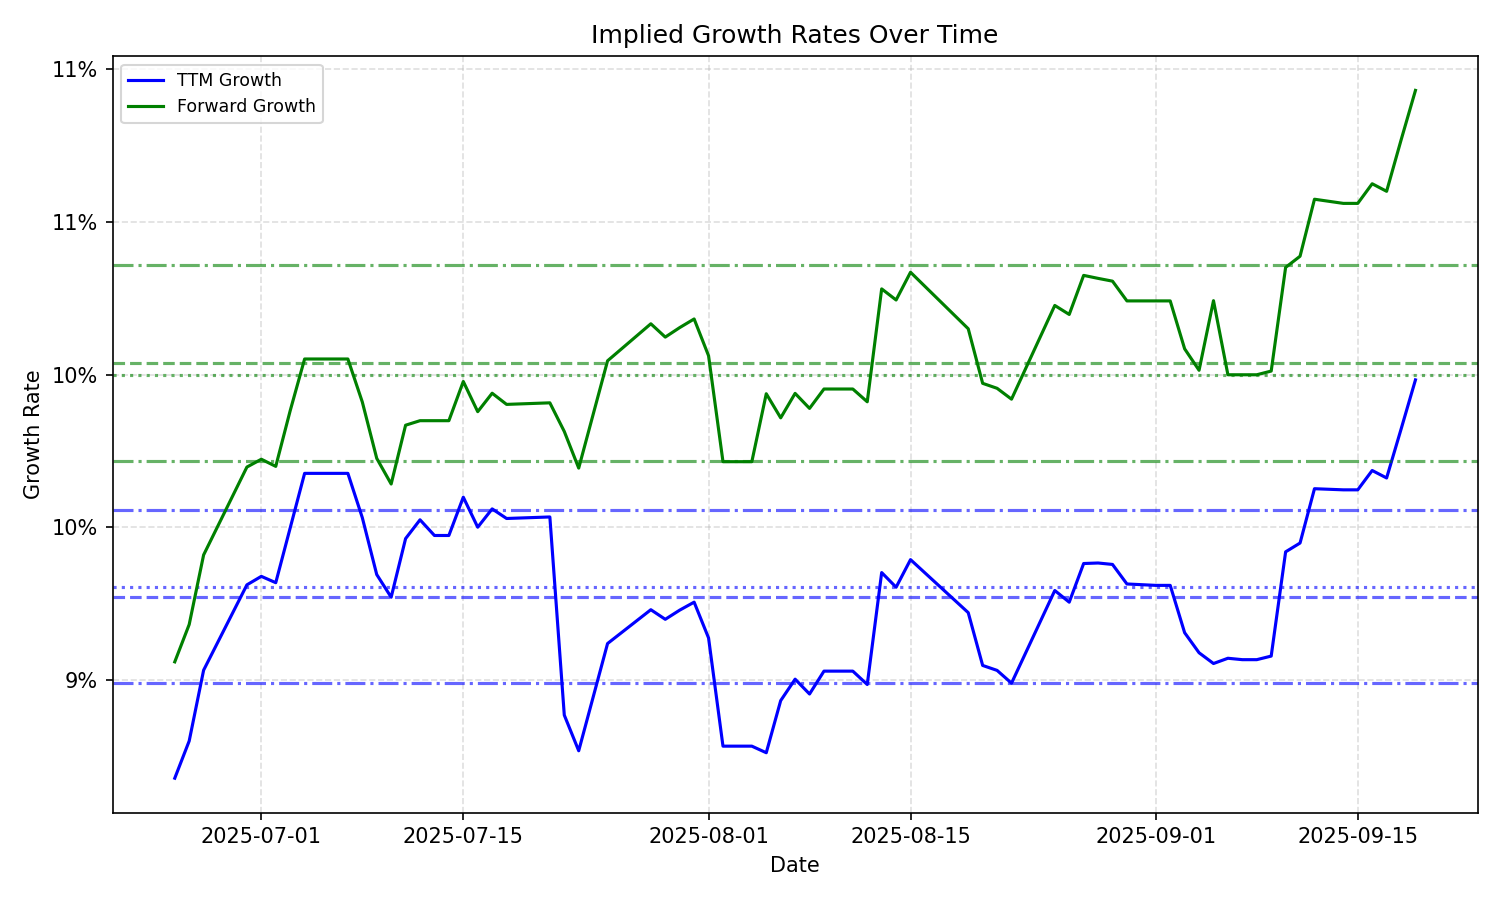 Implied Growth Rates Over Time
TTM Growth
Forward Growth
11%
11%
10%
10%
9%
Growth Rate
2025-07-01
2025-07-15
2025-08-01
2025-08-15
2025-09-01
2025-09-15
Date